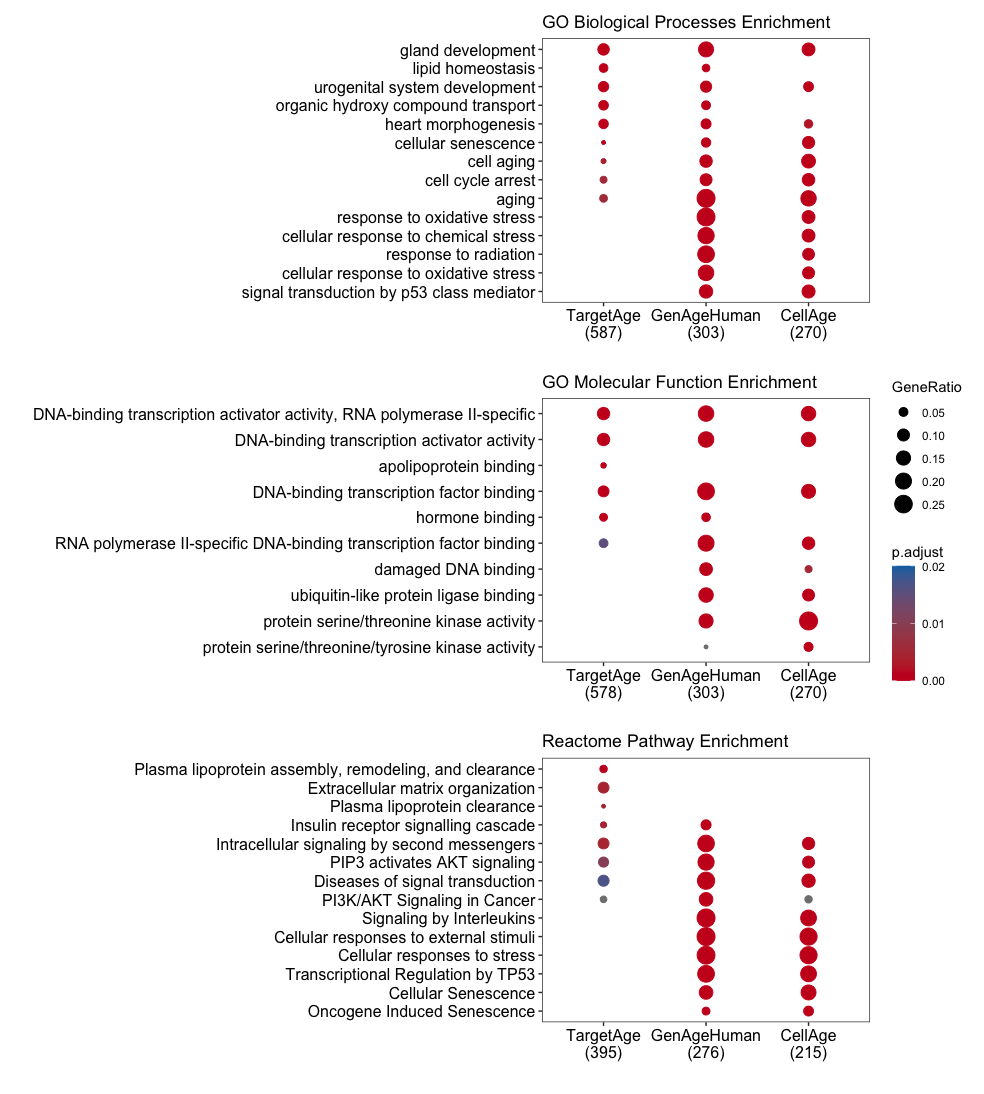 GO Biological Processes Enrichment
gland development
lipid homeostasis
urogenital system development
organic hydroxy compound transport
heart morphogenesis
cellular senescence
cell aging
cell cycle arrest
aging
response to oxidative stress
cellular response to chemical stress
response to radiation
cellular response to oxidative stress
signal transduction by p53 class mediator
TargetAge GenAgeHuman CellAge
(587) (303) (270)
GO Molecular Function Enrichment
DNA-binding transcription activator activity, RNA polymerase II-specific
DNA-binding transcription activator activity
apolipoprotein binding
DNA-binding transcription factor binding
hormone binding
RNA polymerase II-specific DNA-binding transcription factor binding
damaged DNA binding
ubiquitin-like protein ligase binding
protein serine/threonine kinase activity
protein serine/threonine/tyrosine kinase activity
TargetAge GenAgeHuman CellAge
(578) (303) (270)
GeneRatio
0.05
0.10
0.15
0.20
0.25
p.adjust
0.02
0.01
0.00
Reactome Pathway Enrichment
Plasma lipoprotein assembly, remodeling, and clearance
Extracellular matrix organization
Plasma lipoprotein clearance
Insulin receptor signalling cascade
Intracellular signaling by second messengers
PIP3 activates AKT signaling
Diseases of signal transduction
PI3K/AKT Signaling in Cancer
Signaling by Interleukins
Cellular responses to external stimuli
Cellular responses to stress
Transcriptional Regulation by TP53
Cellular Senescence
Oncogene Induced Senescence
TargetAge GenAgeHuman CellAge
(395) (276) (215)